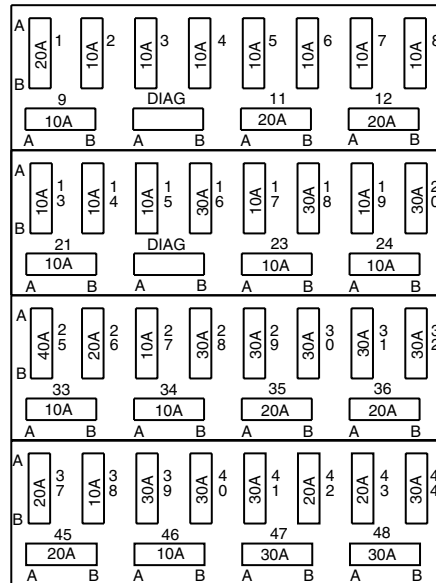 A 20A 1 10A 2 10A 3 10A 4 10A 5 10A 6 10A 7 10A 8
B
9 DIAG 11 12
10A 20A 20A
A B A B A B A B
A 10A 13 10A 14 10A 15 30A 16 10A 17 30A 18 10A 19 30A 20
B
21 DIAG 23 24
10A 10A 10A
A B A B A B A B
A 40A 25 20A 26 10A 27 30A 28 30A 29 30A 30 30A 31 30A 32
B
33 34 35 36
10A 10A 20A 20A
A B A B A B A B
A 20A 37 10A 38 30A 39 30A 40 30A 41 20A 42 20A 43 30A 44
B
45 46 47 48
20A 10A 30A 30A
A B A B A B A B